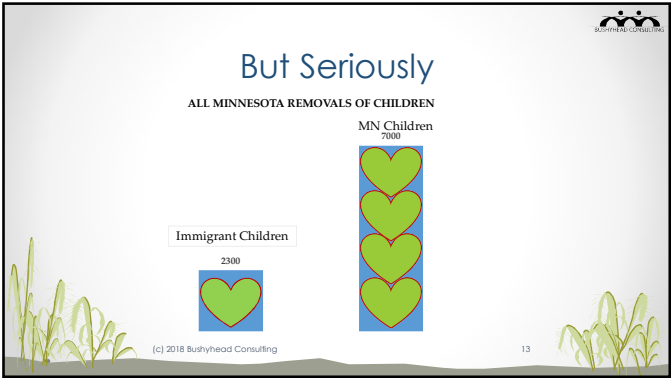 BUSHYHEAD CONSULTING
But Seriously
ALL MINNESOTA REMOVALS OF CHILDREN
MN Children
7000
Immigrant Children
2300
(c) 2018 Bushyhead Consulting
13